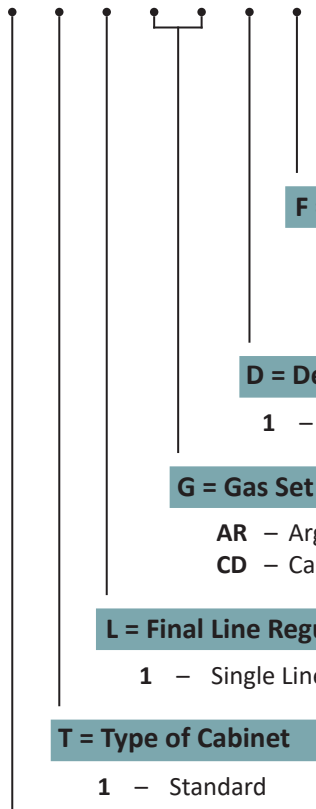 F
D = De
1 –
G = Gas Set
AR – Arg
CD – Ca
L = Final Line Regu
1 – Single Line
T = Type of Cabinet
1 – Standard